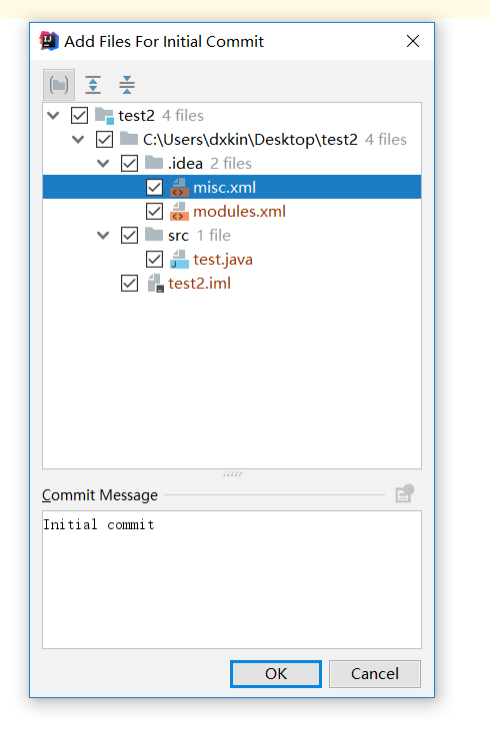 Add Files For Initial Commit
test2 4 files
C:\Users\dxkin\Desktop\test2 4 files
.idea 2 files
misc.xml
modules.xml
src 1 file
test.java
test2.iml
Commit Message
Initial commit
OK Cancel